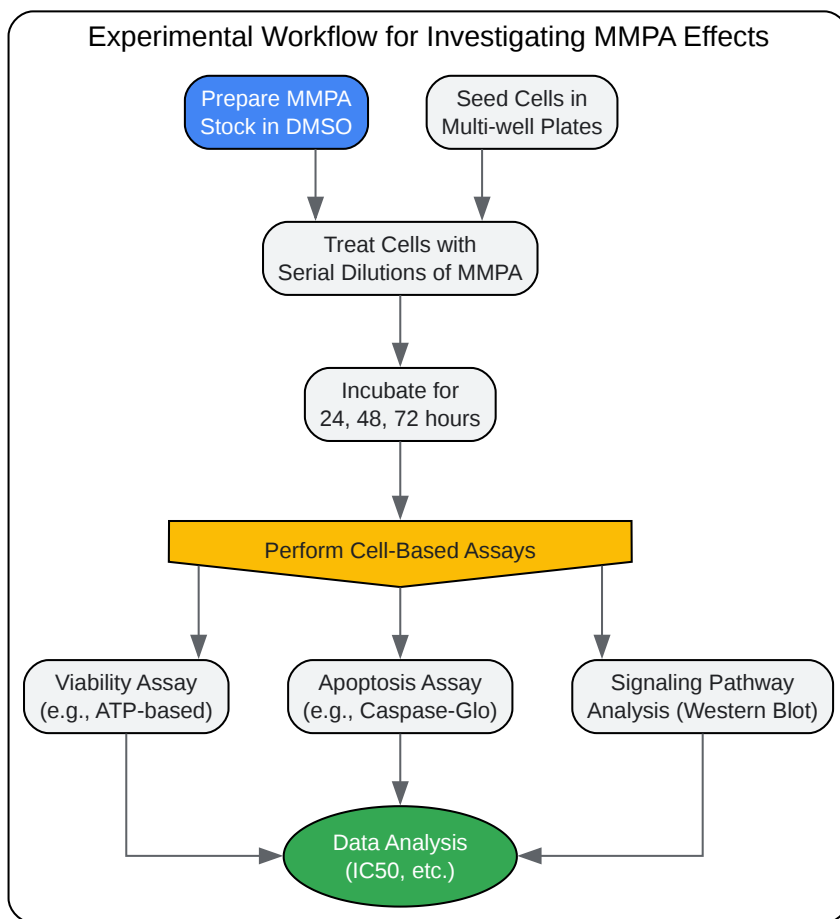 Experimental Workflow for Investigating MMPA Effects
Prepare MMPA
Stock in DMSO
Seed Cells in
Multi-well Plates
Treat Cells with
Serial Dilutions of MMPA
Incubate for
24, 48, 72 hours
Perform Cell-Based Assays
Viability Assay
(e.g., ATP-based)
Apoptosis Assay
(e.g., Caspase-Glo)
Signaling Pathway
Analysis (Western Blot)
Data Analysis
(IC50, etc.)